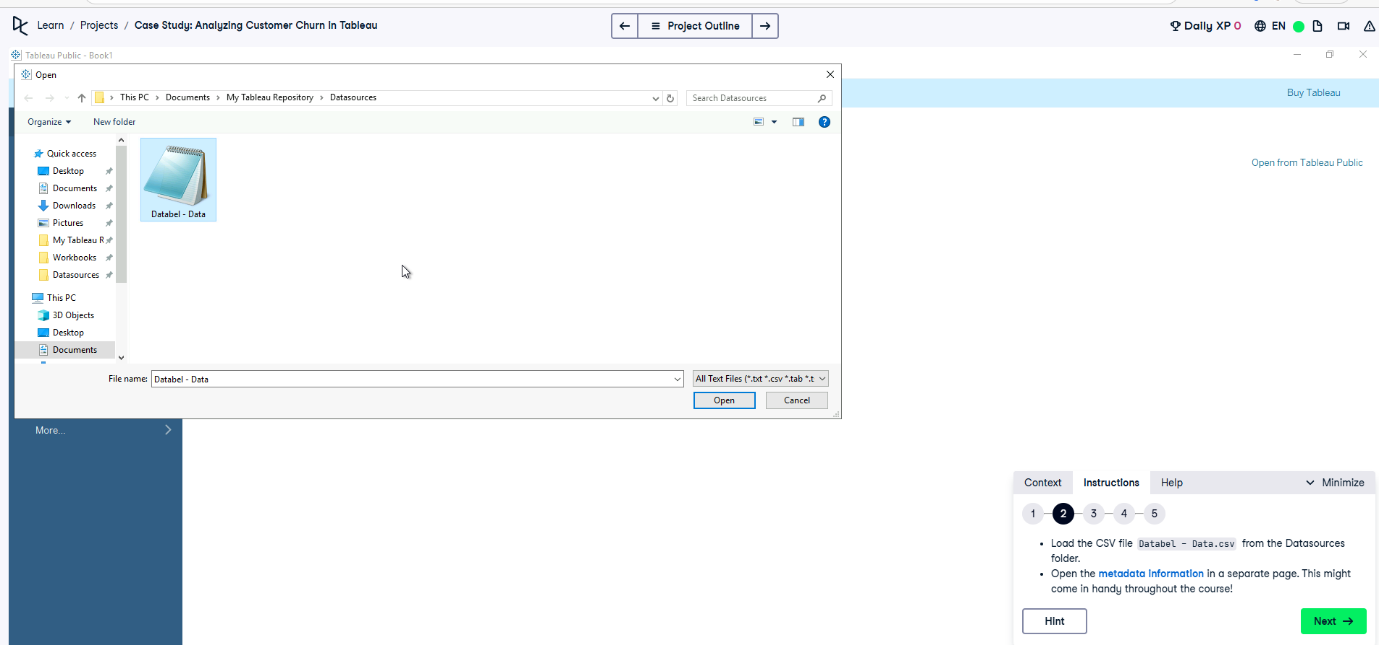 Learn / Projects / Case Study: Analyzing Customer Churn in Tableau
Project Outline
Daily XP 0
EN
Tableau Public - Book1
Open
This PC > Documents > My Tableau Repository > Datasources
Search Datasources
Buy Tableau
Organize
New folder
Open from Tableau Public
Quick access
Desktop
Documents
Downloads
Pictures
My Tableau R
Workbooks
Datasources
This PC
3D Objects
Desktop
Documents
Databel - Data
File name: Databel - Data
All Text Files (*.txt *.csv *.tab *.t
Open
Cancel
More...
Context
Instructions
Help
Minimize
1
2
3
4
5
• Load the CSV file Databel - Data.csv from the Datasources
folder.
• Open the metadata information in a separate page. This might
come in handy throughout the course!
Hint
Next →